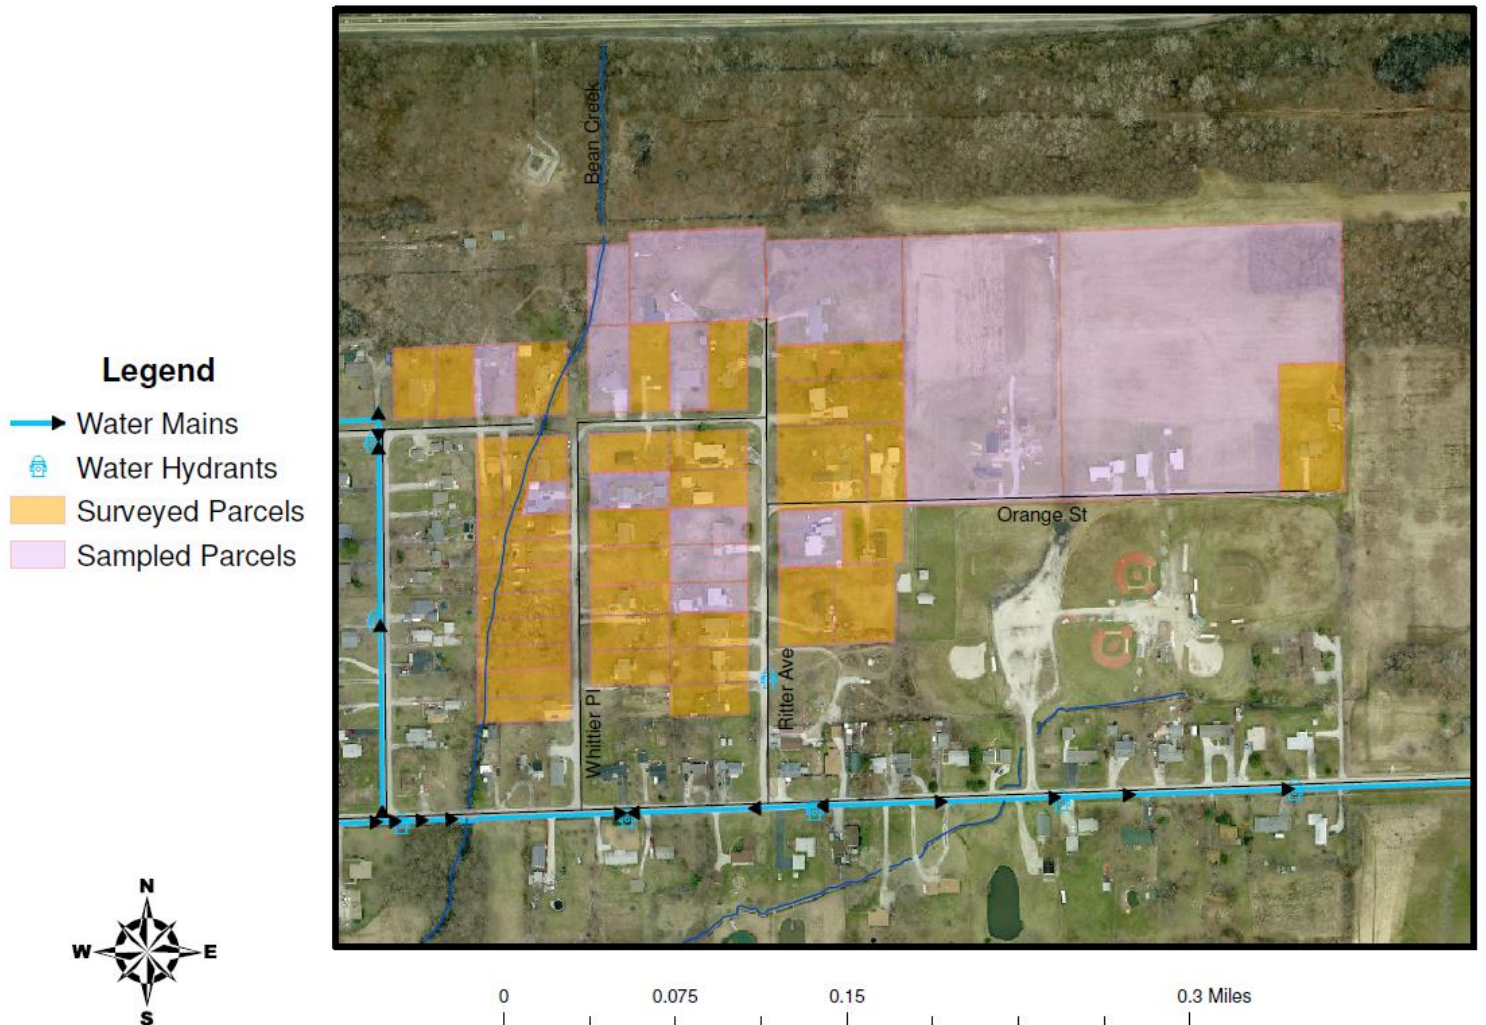 Bean Creek
Legend
Water Mains
Water Hydrants
Surveyed Parcels
Sampled Parcels
Orange St
Ritter Ave
Whittier Pl
N
W E
S
0 0.075 0.15 0.3 Miles